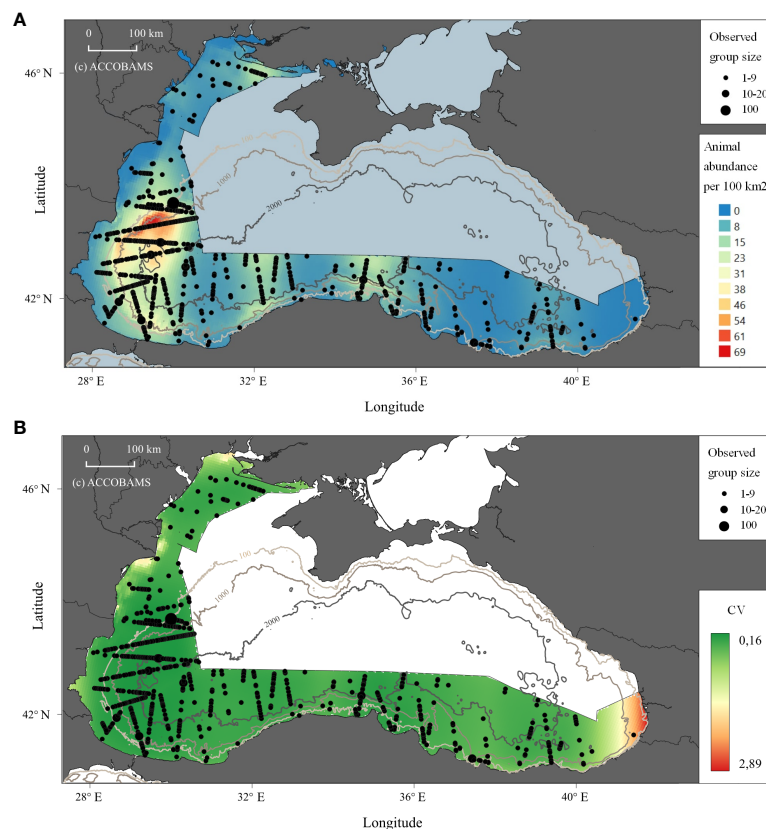 A
0 100 km
(c) ACCOBAMS
46° N
42° N
Latitude
1000
2000
28° E 32° E 36° E 40° E
Longitude
Observed
group size
1-9
10-20
100
Animal
abundance
per 100 km2
0
8
15
23
31
38
46
54
61
69
B
0 100 km
(c) ACCOBAMS
46° N
42° N
Latitude
100
1000
2000
28° E 32° E 36° E 40° E
Longitude
Observed
group size
1-9
10-20
100
CV
0,16
2,89